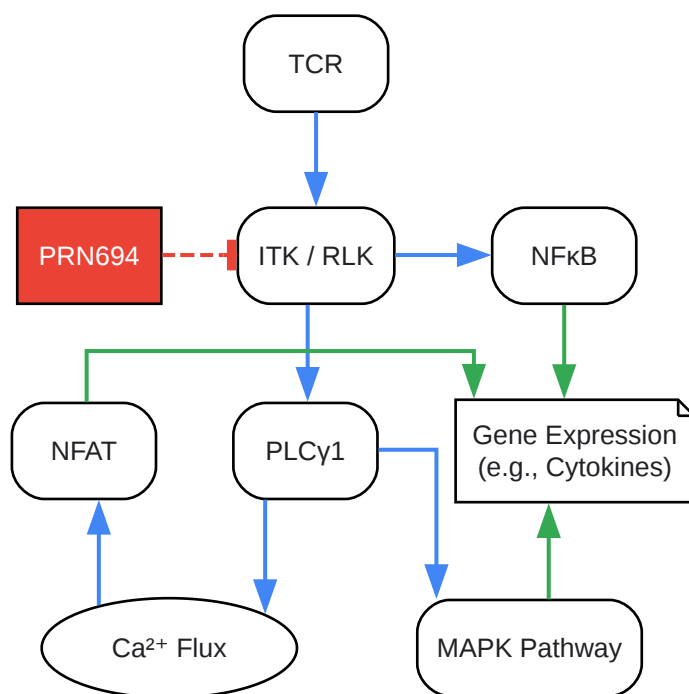 TCR
PRN694
ITK / RLK
NFκB
NFAT
PLCγ1
Gene Expression
(e.g., Cytokines)
Ca²⁺ Flux
MAPK Pathway